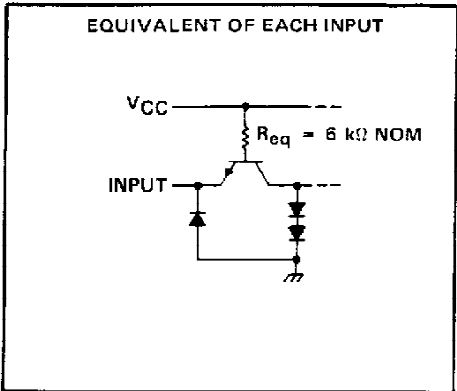 EQUIVALENT OF EACH INPUT
VCC
Req = 6 kΩ NOM
INPUT